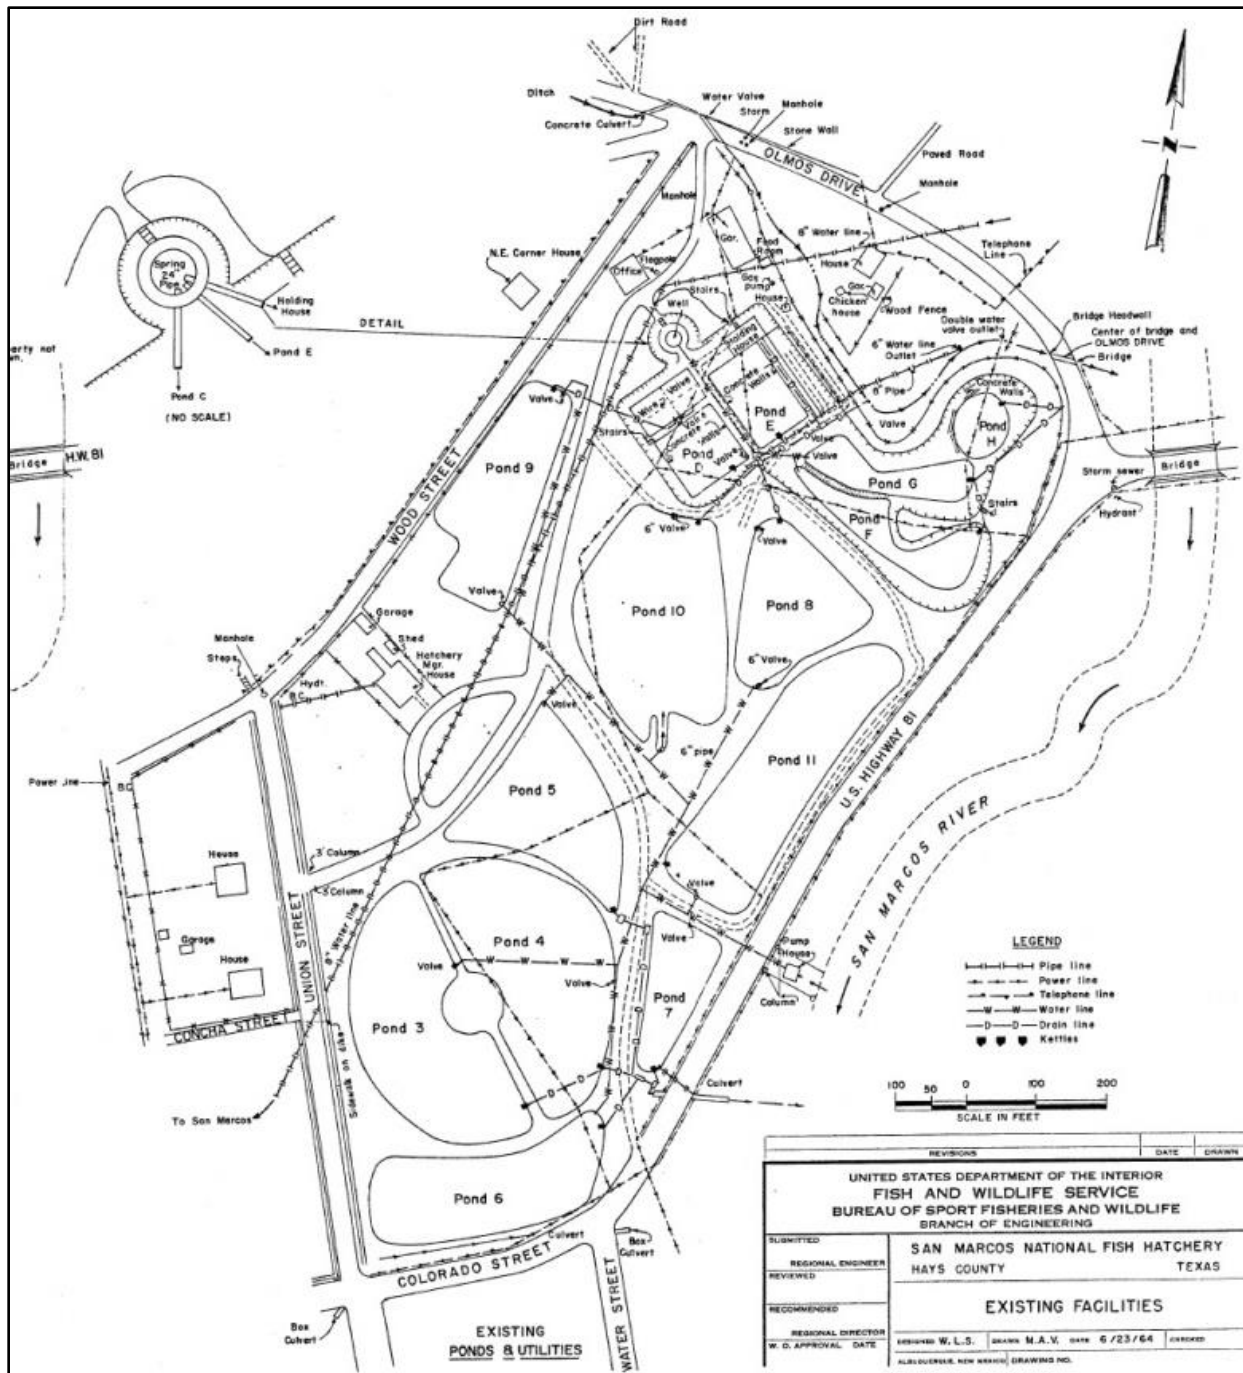 Dirt Road
Ditch
Concrete Culvert
Water Valve
Storm
Manhole
Stone Wall
OLMOS DRIVE
Paved Road
Manhole
N
Manhole
N.E. Corner House
Gar.
Feed Room
8" Water line
Telephone Line
Office
Flagpole
Gas pump
House
House
Gar.
Chicken house
Wood Fence
Stairs
Well
Spring
24"
Pipe
Holding House
Pond E
Pond C
(NO SCALE)
DETAIL
Holding House
Double water valve outlet
Bridge Headwall
Center of bridge and OLMOS DRIVE
Bridge
6" Water line Outlet
8" Pipe
Concrete Walls
Concrete Walls
Valve
Valve
Valve
Stairs
Concrete Walls
Pond D
Valve
Pond E
Valve
Valve
Pond H
Pond G
Pond F
Stairs
Storm sewer
Bridge
Hydrant
Bridge
H.W. 81
WOOD STREET
Pond 9
6" Valve
Valve
Valve
Pond 10
Pond 8
6" Valve
Garage
Shed
Hatchery Mgr. House
Manhole
Steps
Hydt.
B.C.
Valve
6" pipe
Pond 11
U.S. HIGHWAY 81
SAN MARCOS RIVER
Power line
B.C.
Pond 5
House
3' Column
3' Column
UNION STREET
8" Water line
Garage
House
CONCHA STREET
Valve
Valve
Pond 4
Valve
Valve
Pond 3
Pond 7
Pump House
Column
Sidewalk on dike
To San Marcos
Culvert
Pond 6
Culvert
Box Culvert
COLORADO STREET
Box Culvert
WATER STREET
EXISTING
PONDS & UTILITIES
LEGEND
Pipe line
Power line
Telephone line
W W Water line
D D Drain line
Kettles
100 50 0 100 200
SCALE IN FEET
REVISIONS DATE DRAWN
UNITED STATES DEPARTMENT OF THE INTERIOR
FISH AND WILDLIFE SERVICE
BUREAU OF SPORT FISHERIES AND WILDLIFE
BRANCH OF ENGINEERING
SUBMITTED
REGIONAL ENGINEER
REVIEWED
RECOMMENDED
REGIONAL DIRECTOR
W. O. APPROVAL DATE
SAN MARCOS NATIONAL FISH HATCHERY
HAYS COUNTY TEXAS
EXISTING FACILITIES
DESIGNED W.L.S. DRAWN M.A.V. DATE 6/23/64 CHECKED
ALBUQUERQUE, NEW MEXICO DRAWING NO.